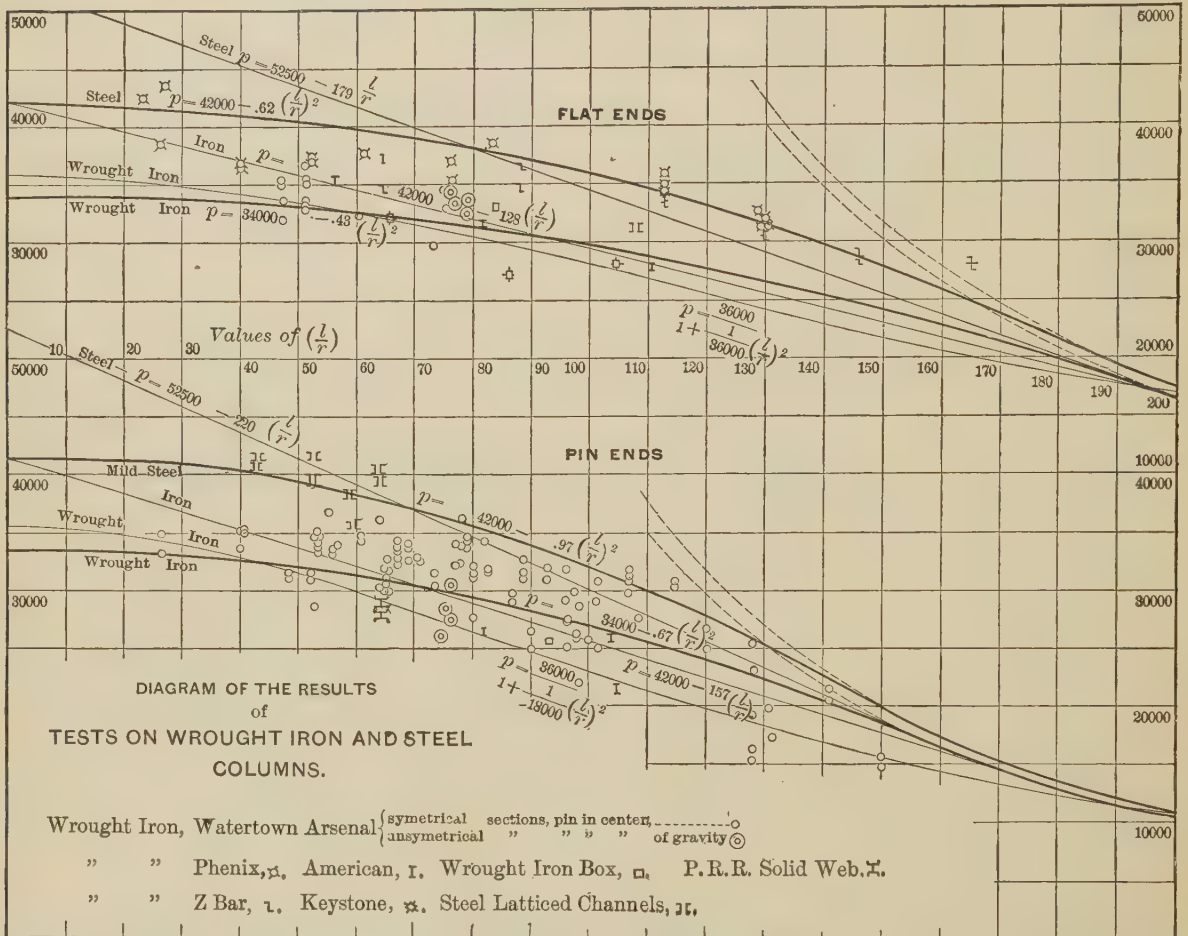 50000
60000
Steel p = 52500 − 179 l/r
Steel p = 42000 − .62 (l/r)²
FLAT ENDS
40000
40000
Iron p = 42000 − 128 (l/r)
Wrought Iron
Wrought Iron p = 34000 − .43 (l/r)²
30000
30000
p = 36000 / 1 + 1/36000 (l/r)²
Values of (l/r)
20000
10 20 30 50 60 70 80 90 100 110 120 130 140 150 160 170 180 190 200
50000
Steel p = 52500 − 220 (l/r)
PIN ENDS
10000
Mild Steel p = 42000 − .97 (l/r)²
40000
40000
Iron
Wrought Iron
Wrought Iron p = 34000 − .67 (l/r)²
30000
30000
p = 42000 − 157 (l/r)
p = 36000 / 1 + 1/18000 (l/r)²
20000
10000
DIAGRAM OF THE RESULTS
of
TESTS ON WROUGHT IRON AND STEEL
COLUMNS.
Wrought Iron, Watertown Arsenal { symetrical sections, pin in center,
ansymetrical " " " " of gravity
" " Phenix, American, Wrought Iron Box, P.R.R. Solid Web.
" " Z Bar, Keystone, Steel Latticed Channels,